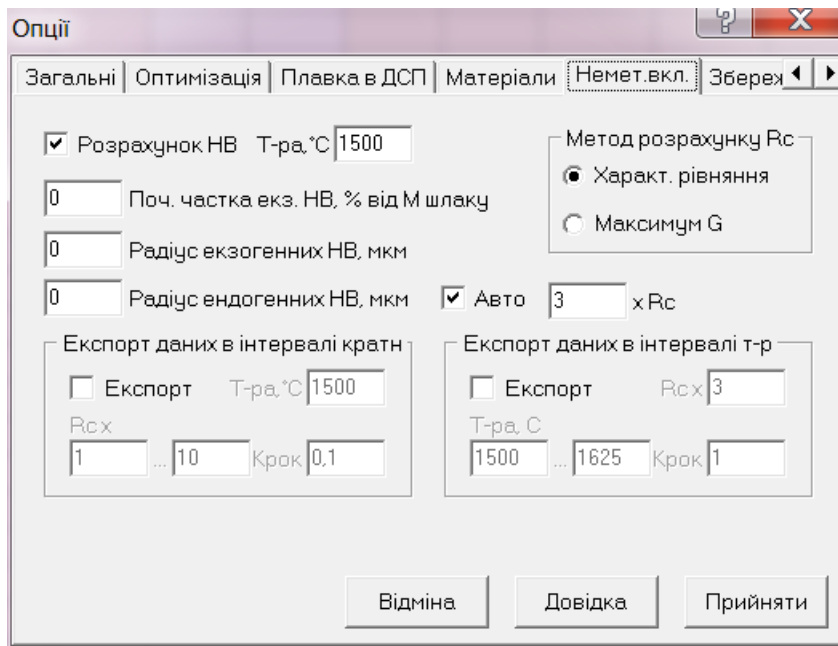 Опції
Загальні Оптимізація Плавка в ДСП Матеріали Немет.вкл. Збереж
Розрахунок НВ Т-ра,°С 1500
Метод розрахунку Rc
Характ. рівняння
0 Поч. частка екз. НВ, % від М шлаку
Максимум G
0 Радіус екзогенних НВ, мкм
0 Радіус ендогенних НВ, мкм Авто 3 x Rc
Експорт даних в інтервалі кратн
Експорт Т-ра,°С 1500
Rc x
1 ... 10 Крок 0,1
Експорт даних в інтервалі т-р
Експорт Rc x 3
Т-ра, С
1500 ... 1625 Крок 1
Відміна Довідка Прийняти